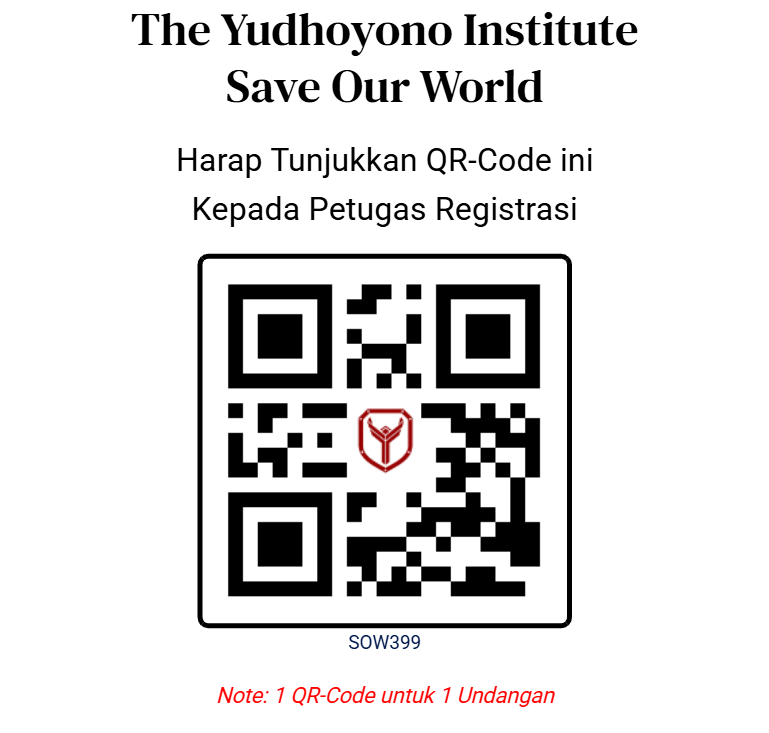 The Yudhoyono Institute
Save Our World
Harap Tunjukkan QR-Code ini
Kepada Petugas Registrasi
SOW399
Note: 1 QR-Code untuk 1 Undangan